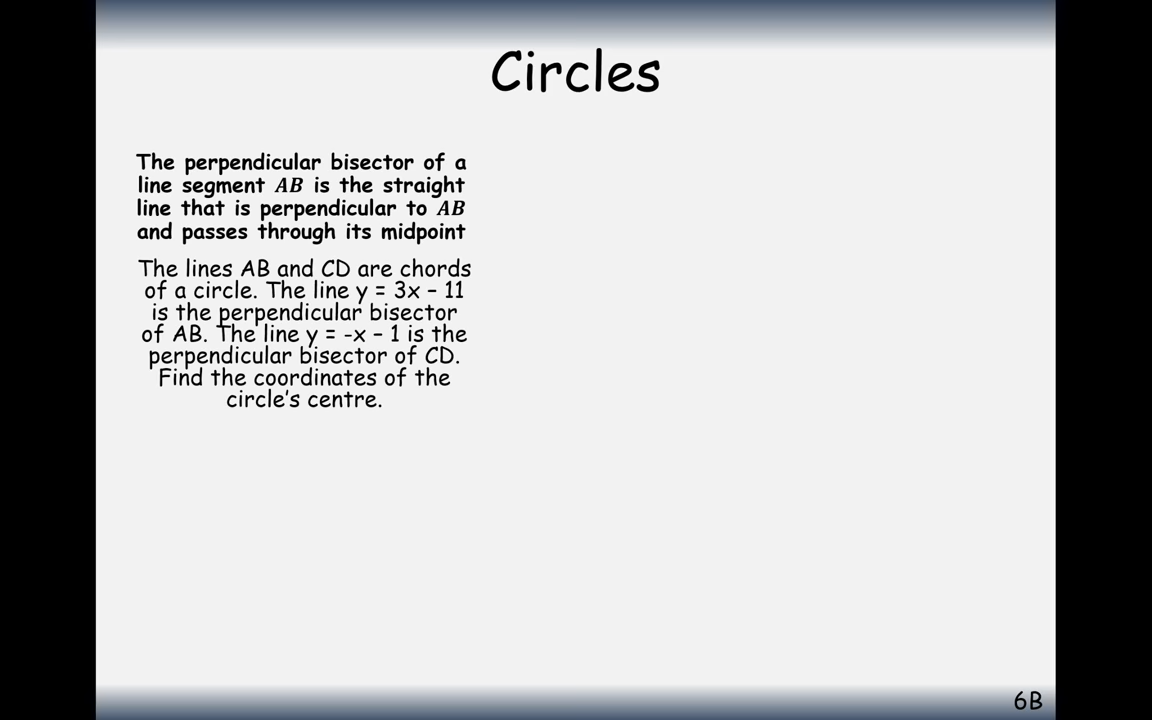 Circles
The perpendicular bisector of a
line segment AB is the straight
line that is perpendicular to AB
and passes through its midpoint
The lines AB and CD are chords
of a circle. The line y = 3x – 11
is the perpendicular bisector
of AB. The line y = -x – 1 is the
perpendicular bisector of CD.
Find the coordinates of the
circle’s centre.
6B